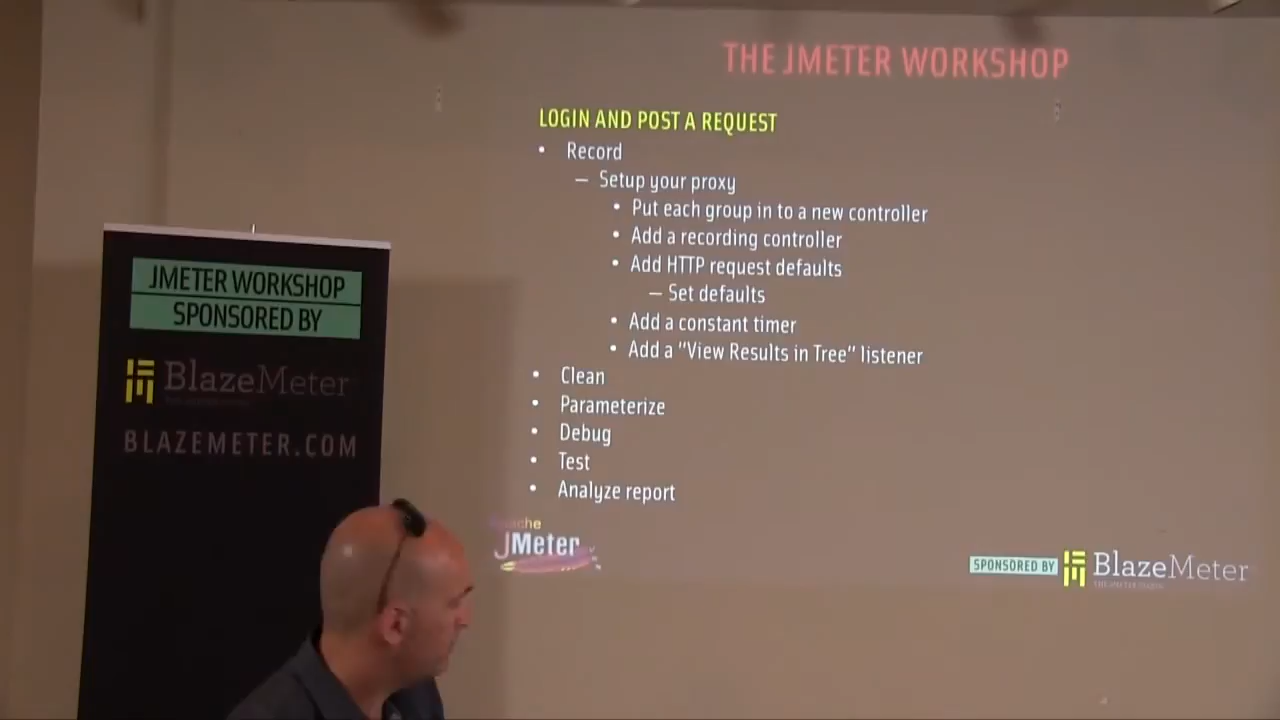 THE JMETER WORKSHOP
LOGIN AND POST A REQUEST
• Record
– Setup your proxy
• Put each group in to a new controller
• Add a recording controller
• Add HTTP request defaults
– Set defaults
• Add a constant timer
• Add a "View Results in Tree" listener
• Clean
• Parameterize
• Debug
• Test
• Analyze report
JMeter
SPONSORED BY BlazeMeter
JMETER WORKSHOP
SPONSORED BY
BlazeMeter
BLAZEMETER.COM